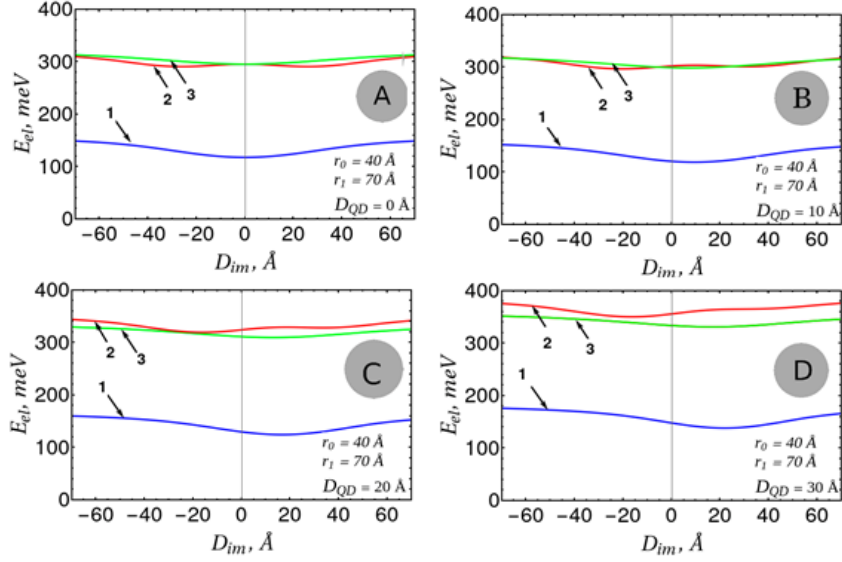 400
300
200
100
0
E_el, meV
1
2
3
A
r_0 = 40 Å
r_1 = 70 Å
D_QD = 0 Å
−60 −40 −20 0 20 40 60
D_im, Å
400
300
200
100
0
E_el, meV
1
2
3
B
r_0 = 40 Å
r_1 = 70 Å
D_QD = 10 Å
−60 −40 −20 0 20 40 60
D_im, Å
400
300
200
100
0
E_el, meV
2
3
1
C
r_0 = 40 Å
r_1 = 70 Å
D_QD = 20 Å
−60 −40 −20 0 20 40 60
D_im, Å
400
300
200
100
0
E_el, meV
2
3
1
D
r_0 = 40 Å
r_1 = 70 Å
D_QD = 30 Å
−60 −40 −20 0 20 40 60
D_im, Å